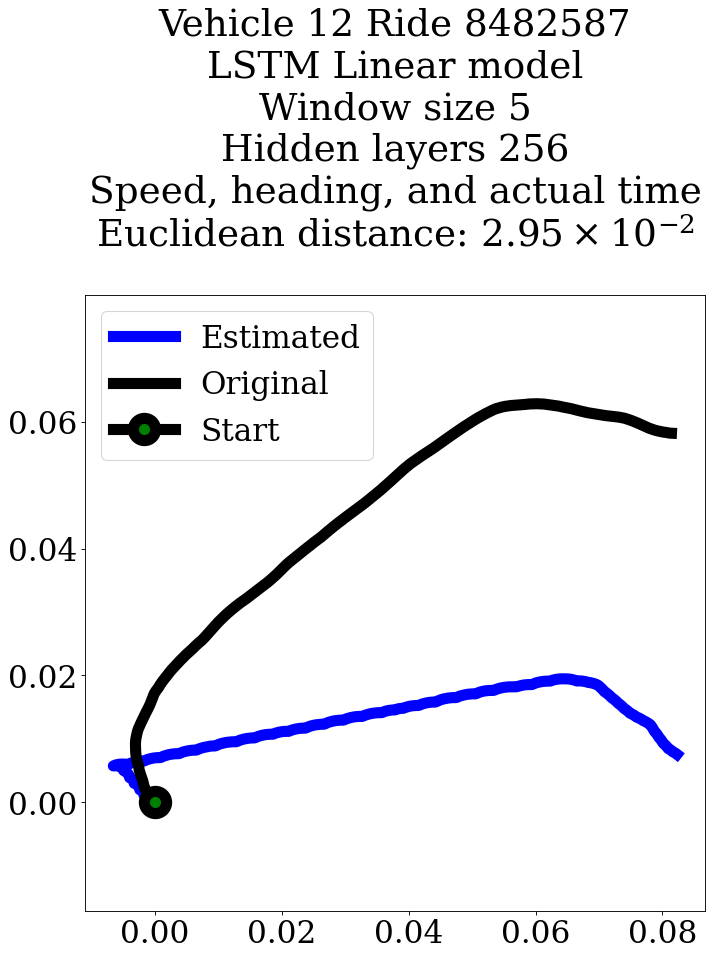 Vehicle 12 Ride 8482587
LSTM Linear model
Window size 5
Hidden layers 256
Speed, heading, and actual time
Euclidean distance: 2.95 × 10⁻²
Estimated
Original
Start
0.06
0.04
0.02
0.00
0.00 0.02 0.04 0.06 0.08